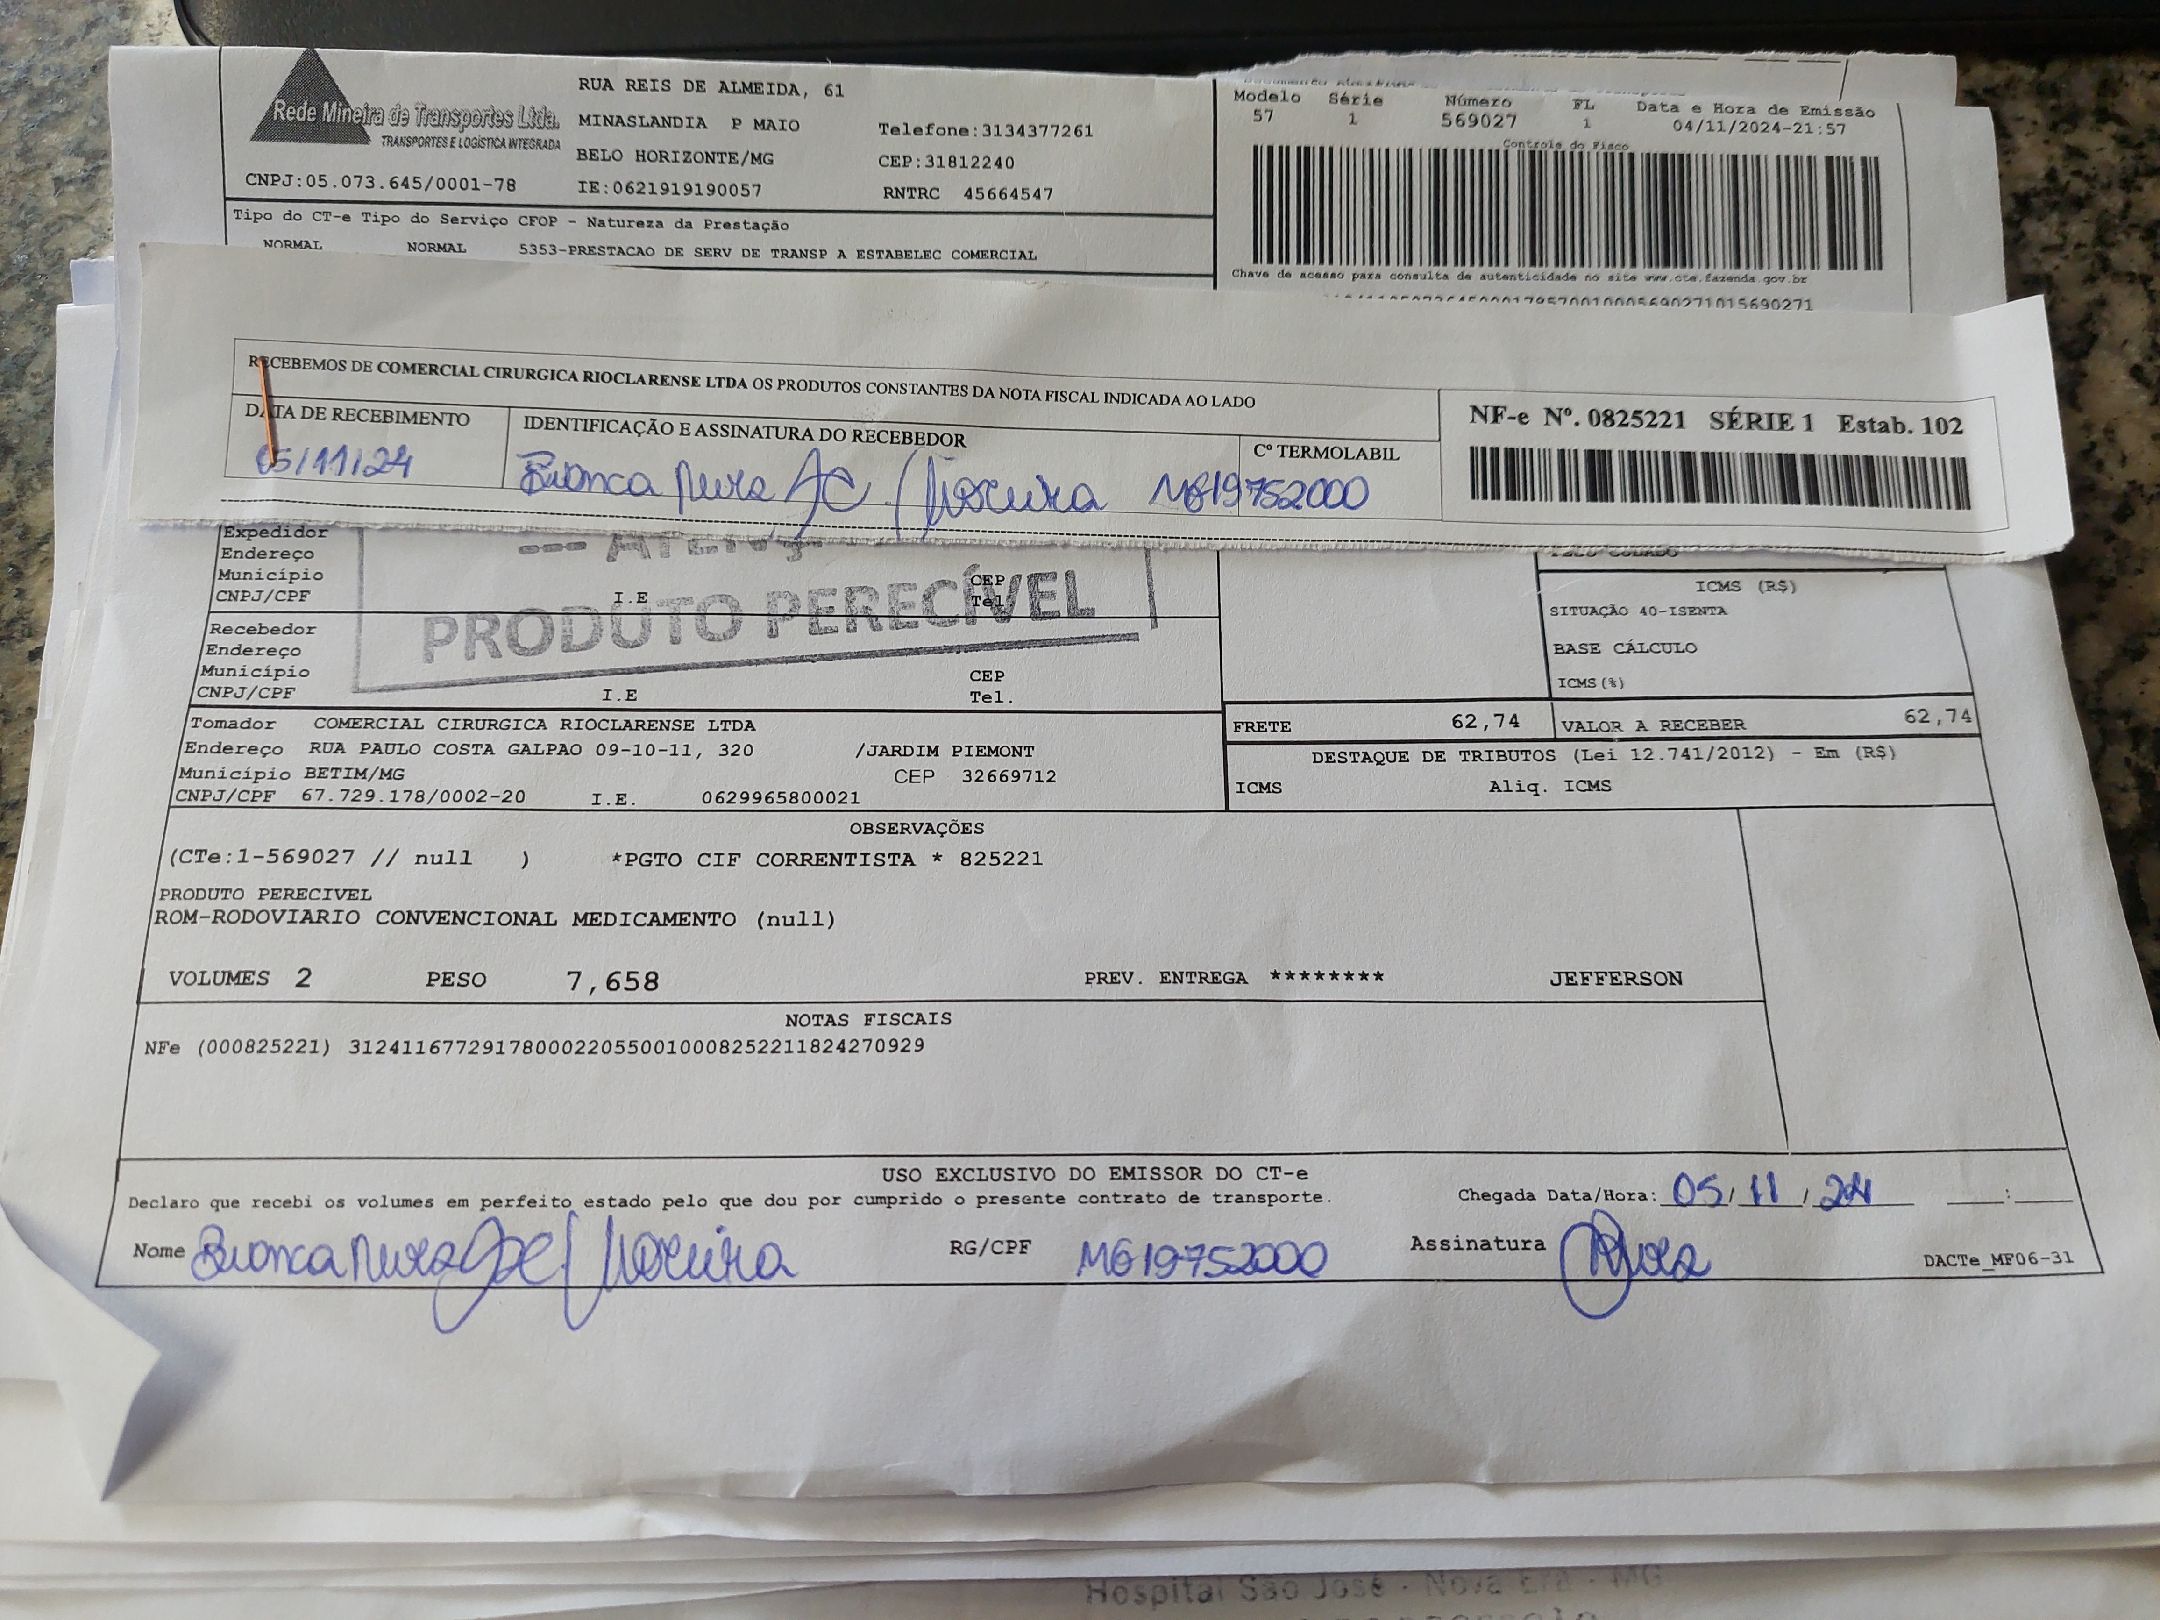 Rede Mineira de Transportes Ltda.
TRANSPORTES E LOGÍSTICA INTEGRADA
CNPJ:05.073.645/0001-78
RUA REIS DE ALMEIDA, 61
MINASLANDIA P MAIO
BELO HORIZONTE/MG
IE:0621919190057
Telefone:3134377261
CEP:31812240
RNTRC 45664547
Modelo Série Número FL Data e Hora de Emissão
57 1 569027 1 04/11/2024-21:57
Controle do Fisco
Tipo do CT-e Tipo do Serviço CFOP - Natureza da Prestação
NORMAL NORMAL 5353-PRESTACAO DE SERV DE TRANSP A ESTABELEC COMERCIAL
Chave de acesso para consulta de autenticidade no site www.cte.fazenda.gov.br
RECEBEMOS DE COMERCIAL CIRURGICA RIOCLARENSE LTDA OS PRODUTOS CONSTANTES DA NOTA FISCAL INDICADA AO LADO
DATA DE RECEBIMENTO IDENTIFICAÇÃO E ASSINATURA DO RECEBEDOR Cº TERMOLABIL
05/11/24 Bianca MG19752000
NF-e Nº. 0825221 SÉRIE 1 Estab. 102
Expedidor
Endereço
Município CEP
CNPJ/CPF I.E Tel
PRODUTO PERECÍVEL
Recebedor
Endereço
Município CEP
CNPJ/CPF I.E Tel.
ICMS (R$)
SITUAÇÃO 40-ISENTA
BASE CÁLCULO
ICMS(%)
Tomador COMERCIAL CIRURGICA RIOCLARENSE LTDA
Endereço RUA PAULO COSTA GALPAO 09-10-11, 320 /JARDIM PIEMONT
Município BETIM/MG CEP 32669712
CNPJ/CPF 67.729.178/0002-20 I.E. 0629965800021
FRETE 62,74 VALOR A RECEBER 62,74
DESTAQUE DE TRIBUTOS (Lei 12.741/2012) - Em (R$)
ICMS Aliq. ICMS
OBSERVAÇÕES
(CTe:1-569027 // null ) *PGTO CIF CORRENTISTA * 825221
PRODUTO PERECIVEL
ROM-RODOVIARIO CONVENCIONAL MEDICAMENTO (null)
VOLUMES 2 PESO 7,658 PREV. ENTREGA ******** JEFFERSON
NOTAS FISCAIS
NFe (000825221) 31241167729178000220550010008252211824270929
USO EXCLUSIVO DO EMISSOR DO CT-e
Declaro que recebi os volumes em perfeito estado pelo que dou por cumprido o presente contrato de transporte. Chegada Data/Hora: 05/11/24 :
Nome Bianca RG/CPF MG19752000 Assinatura
DACTe_MF06-31
Hospital São José - Nova Era - MG